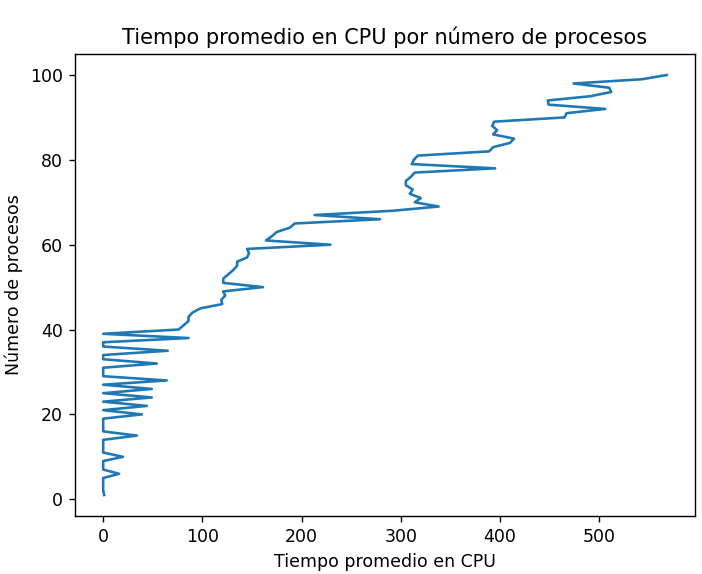 Tiempo promedio en CPU por número de procesos
100
80
60
40
20
0
Número de procesos
0 100 200 300 400 500
Tiempo promedio en CPU